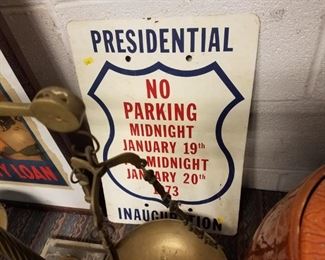 PRESIDENTIAL
NO
PARKING
MIDNIGHT
JANUARY 19th
MIDNIGHT
JANUARY 20th
73
INAUGURATION
Y LOAN